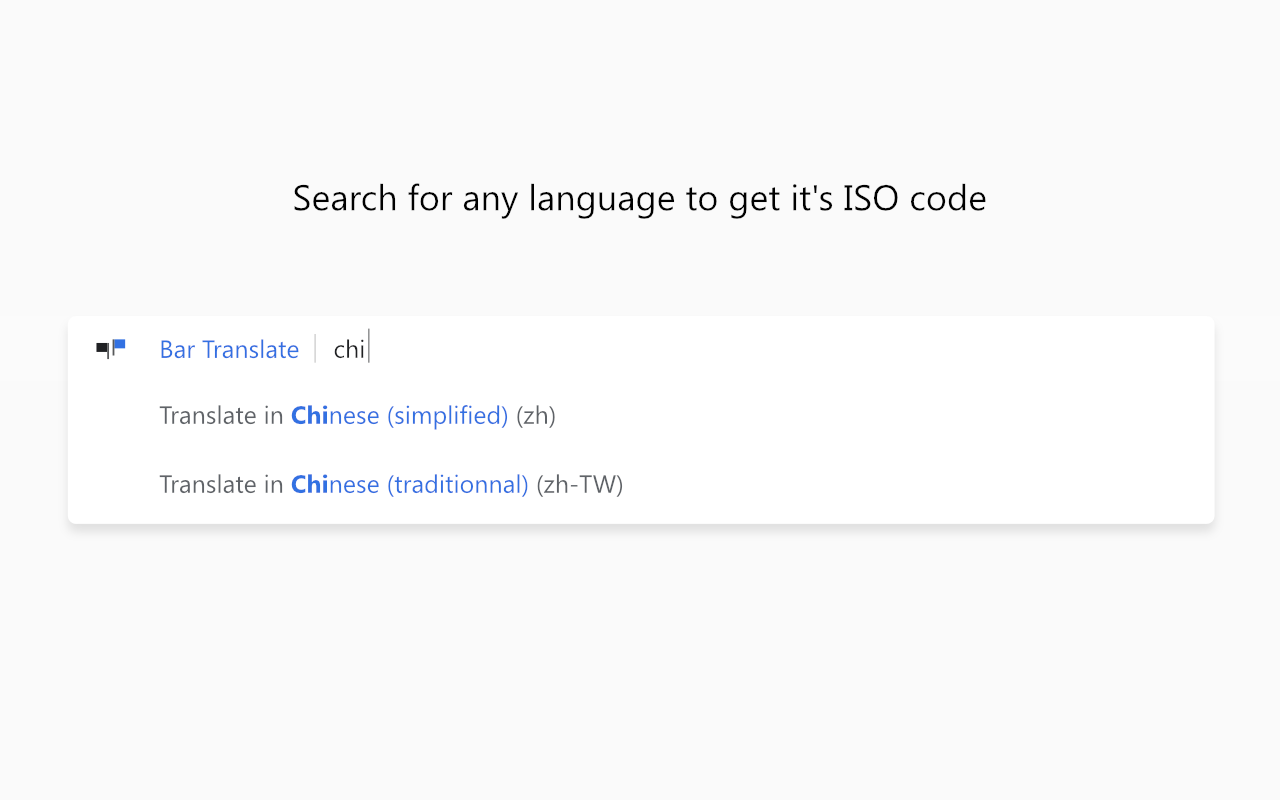 Search for any language to get it's ISO code
Bar Translate chi
Translate in Chinese (simplified) (zh)
Translate in Chinese (traditionnal) (zh-TW)